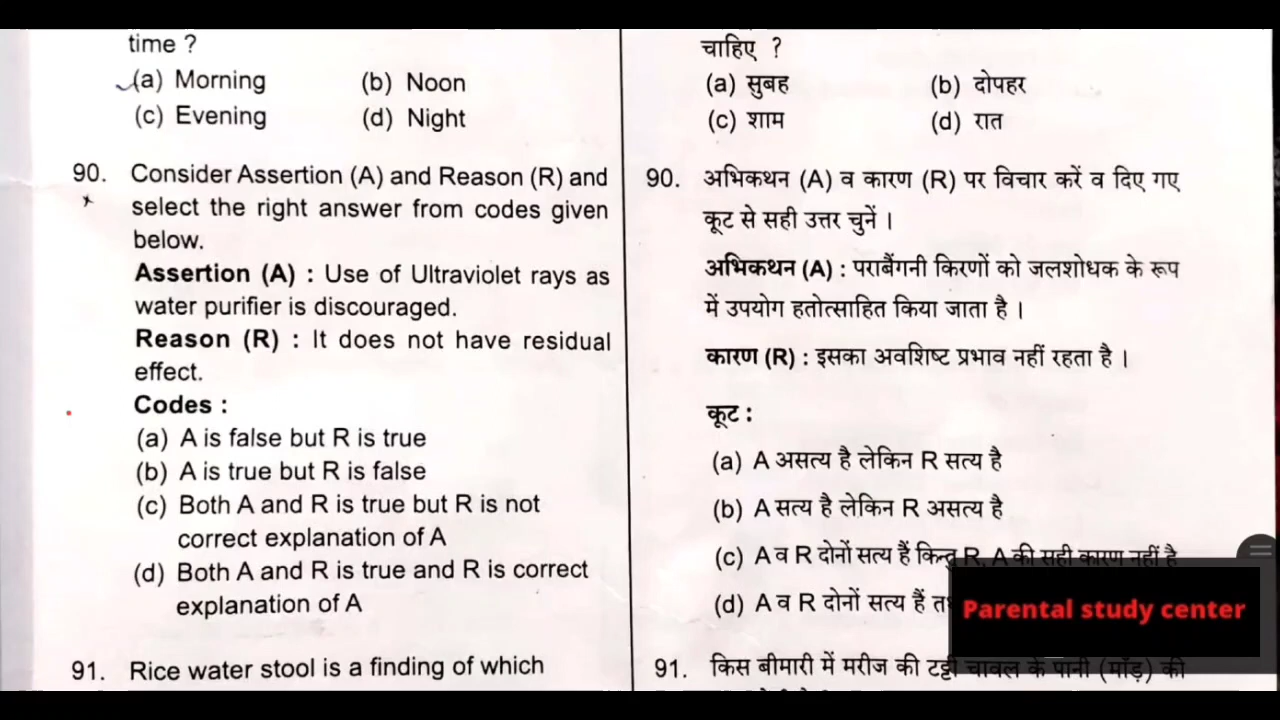 time ?
(a) Morning (b) Noon
(c) Evening (d) Night
90. Consider Assertion (A) and Reason (R) and
select the right answer from codes given
below.
Assertion (A) : Use of Ultraviolet rays as
water purifier is discouraged.
Reason (R) : It does not have residual
effect.
Codes :
(a) A is false but R is true
(b) A is true but R is false
(c) Both A and R is true but R is not
correct explanation of A
(d) Both A and R is true and R is correct
explanation of A
91. Rice water stool is a finding of which
चाहिए ?
(a) सुबह (b) दोपहर
(c) शाम (d) रात
90. अभिकथन (A) व कारण (R) पर विचार करें व दिए गए
कूट से सही उत्तर चुनें ।
अभिकथन (A) : पराबैंगनी किरणों को जलशोधक के रूप
में उपयोग हतोत्साहित किया जाता है ।
कारण (R) : इसका अवशिष्ट प्रभाव नहीं रहता है ।
कूट :
(a) A असत्य है लेकिन R सत्य है
(b) A सत्य है लेकिन R असत्य है
(c) A व R दोनों सत्य हैं किन्तु R, A की सही कारण नहीं है
(d) A व R दोनों सत्य हैं
Parental study center
91. किस बीमारी में मरीज की टट्टी चावल के पानी (माँड़) की